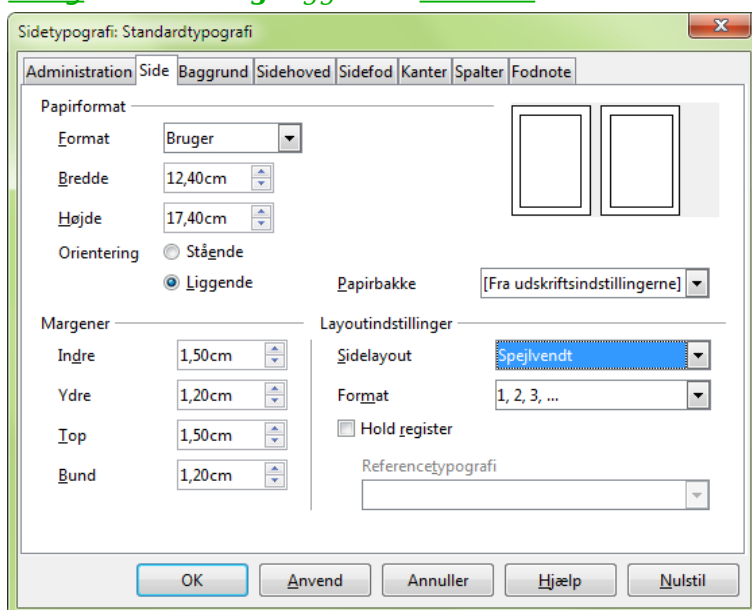 Sidetypografi: Standardtypografi
x
Administration Side Baggrund Sidehoved Sidefod Kanter Spalter Fodnote
Papirformat
Format Bruger
Bredde 12,40cm
Højde 17,40cm
Orientering Stående
Liggende Papirbakke [Fra udskriftsindstillingerne]
Margener Layoutindstillinger
Indre 1,50cm Sidelayout Spejlvendt
Ydre 1,20cm Format 1, 2, 3, ...
Top 1,50cm Hold register
Bund 1,20cm Referencetypografi
OK Anvend Annuller Hjælp Nulstil